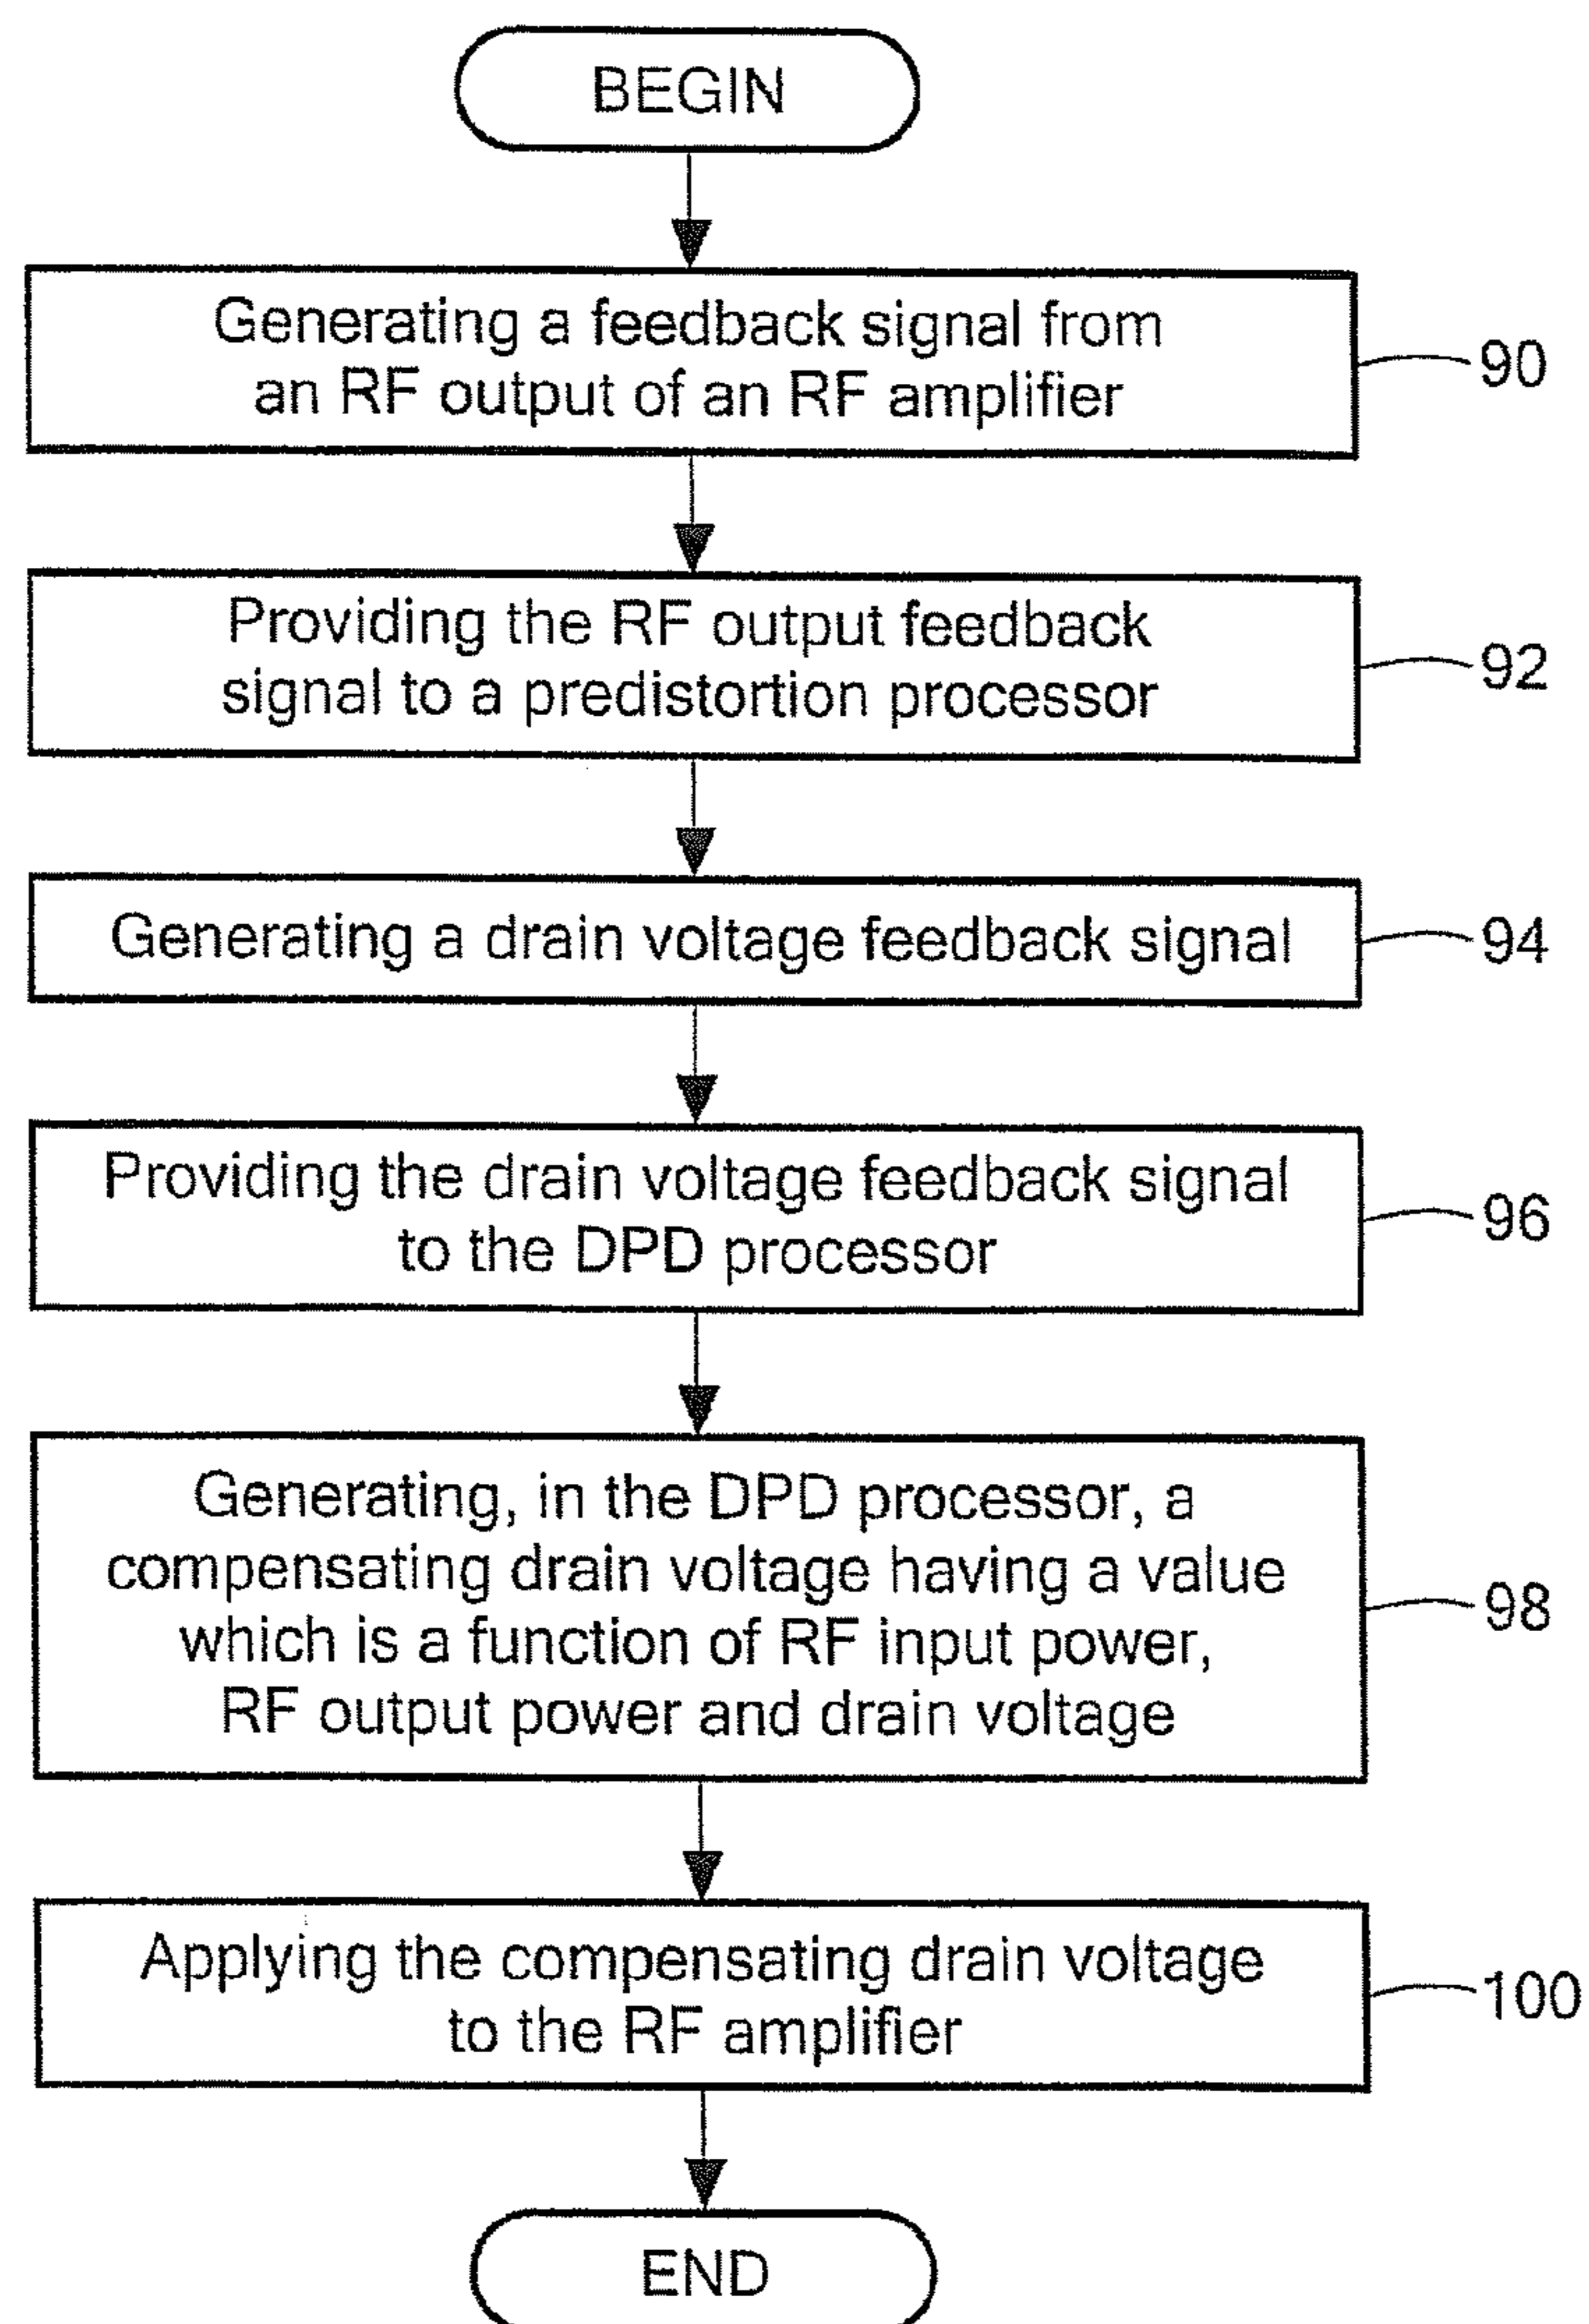 BEGIN
Generating a feedback signal from
an RF output of an RF amplifier
90
Providing the RF output feedback
signal to a predistortion processor
92
Generating a drain voltage feedback signal
94
Providing the drain voltage feedback signal
to the DPD processor
96
Generating, in the DPD processor, a
compensating drain voltage having a value
which is a function of RF input power,
RF output power and drain voltage
98
Applying the compensating drain voltage
to the RF amplifier
100
END